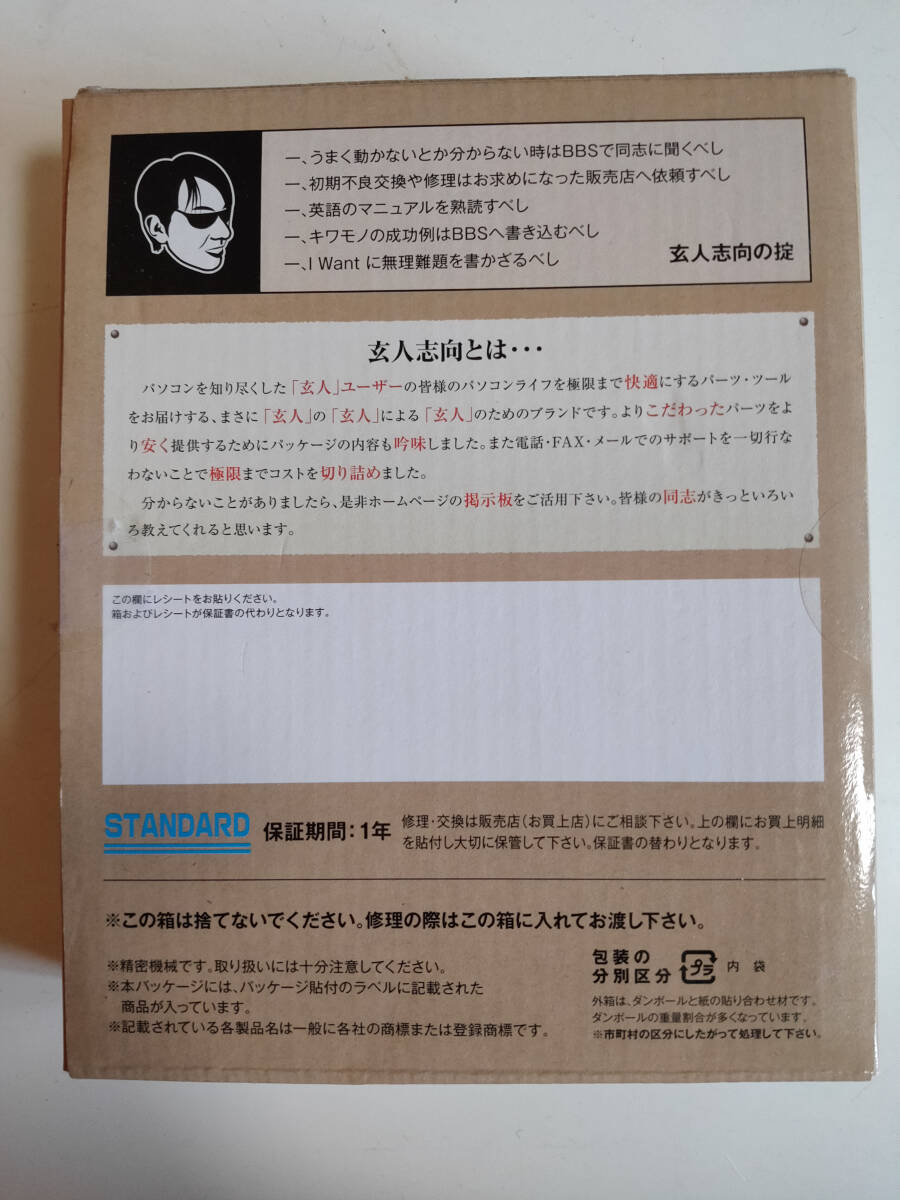 一、うまく動かないとか分からない時はBBSで同志に聞くべし
一、初期不良交換や修理はお求めになった販売店へ依頼すべし
一、英語のマニュアルを熟読すべし
一、キワモノの成功例はBBSへ書き込むべし
一、I Want に無理難題を書かざるべし
玄人志向の掟
玄人志向とは・・・
パソコンを知り尽くした「玄人」ユーザーの皆様のパソコンライフを極限まで快適にするパーツ・ツール
をお届けする、まさに「玄人」の「玄人」による「玄人」のためのブランドです。よりこだわったパーツをよ
り安く提供するためにパッケージの内容も吟味しました。また電話・FAX・メールでのサポートを一切行な
わないことで極限までコストを切り詰めました。
分からないことがありましたら、是非ホームページの掲示板をご活用下さい。皆様の同志がきっといろい
ろ教えてくれると思います。
この欄にレシートをお貼りください。
箱およびレシートが保証書の代わりとなります。
STANDARD
保証期間：1年
修理・交換は販売店（お買上店）にご相談下さい。上の欄にお買上明細
を貼付し大切に保管して下さい。保証書の替わりとなります。
※この箱は捨てないでください。修理の際はこの箱に入れてお渡し下さい。
※精密機械です。取り扱いには十分注意してください。
※本パッケージには、パッケージ貼付のラベルに記載された
商品が入っています。
※記載されている各製品名は一般に各社の商標または登録商標です。
包装の
分別区分
プラ
内 袋
外箱は、ダンボールと紙の貼り合わせ材です。
ダンボールの重量割合が多くなっています。
※市町村の区分にしたがって処理して下さい。